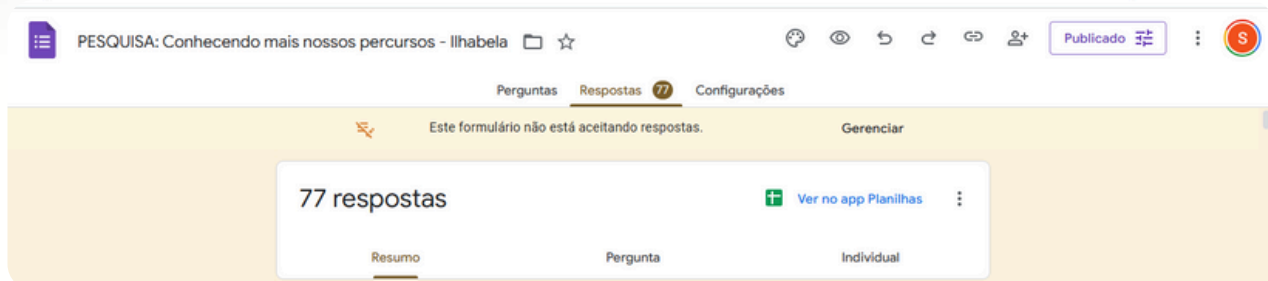 PESQUISA: Conhecendo mais nossos percursos - Ilhabela
Publicado
S
Perguntas Respostas 77 Configurações
Este formulário não está aceitando respostas. Gerenciar
77 respostas
Ver no app Planilhas
Resumo Pergunta Individual